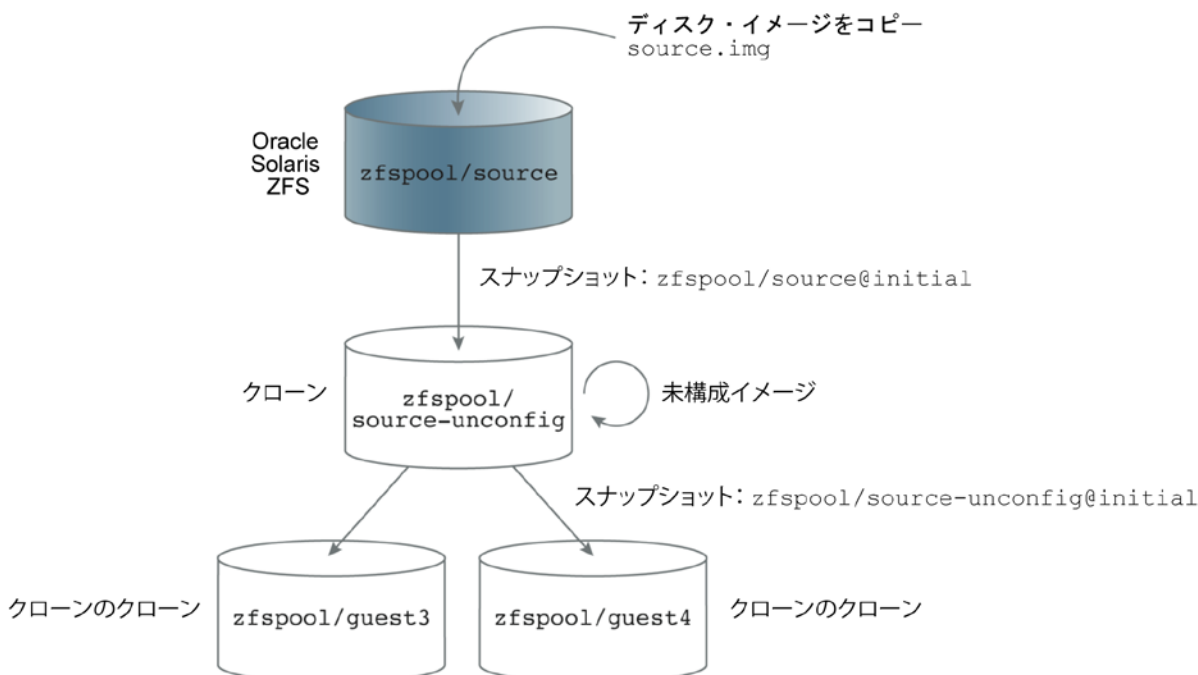 ディスク・イメージをコピー
source.img
Oracle
Solaris
ZFS
zfspool/source
スナップショット： zfspool/source@initial
クローン
zfspool/
source-unconfig
未構成イメージ
スナップショット： zfspool/source-unconfig@initial
クローンのクローン
zfspool/guest3
zfspool/guest4
クローンのクローン